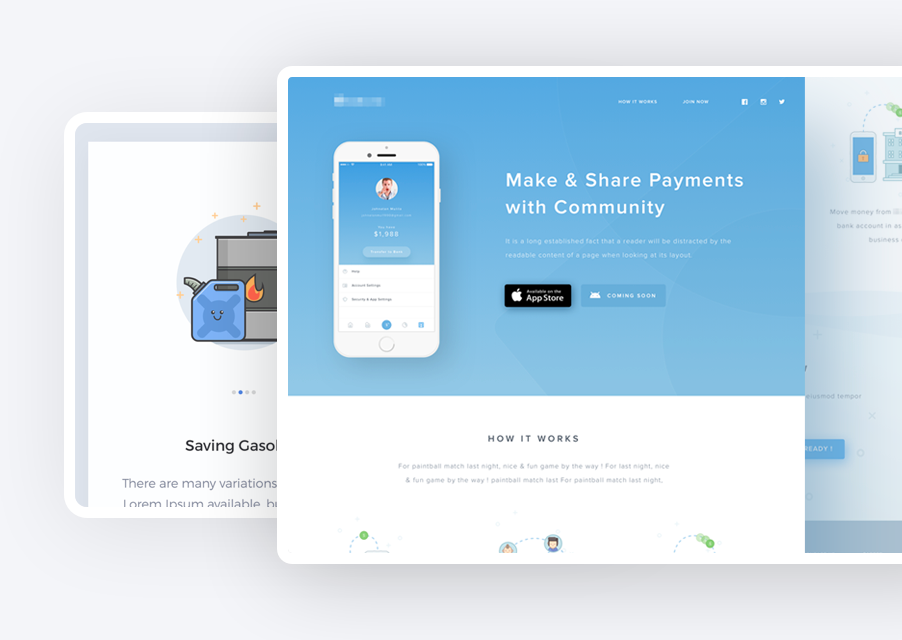 HOW IT WORKS
JOIN NOW
Make & Share Payments
with Community
It is a long established fact that a reader will be distracted by the
readable content of a page when looking at its layout
Available on the
App Store
COMING SOON
$1,988
Help
Account Settings
Security & App Settings
HOW IT WORKS
For paintball match last night, nice & fun game by the way ! For last night, nice
& fun game by the way ! paintball match last For paintball match last night,
Saving Gasol
There are many variations
Lorem Ipsum available, bu
Move money from
bank account in as
business
eiusmod tempor
READY !